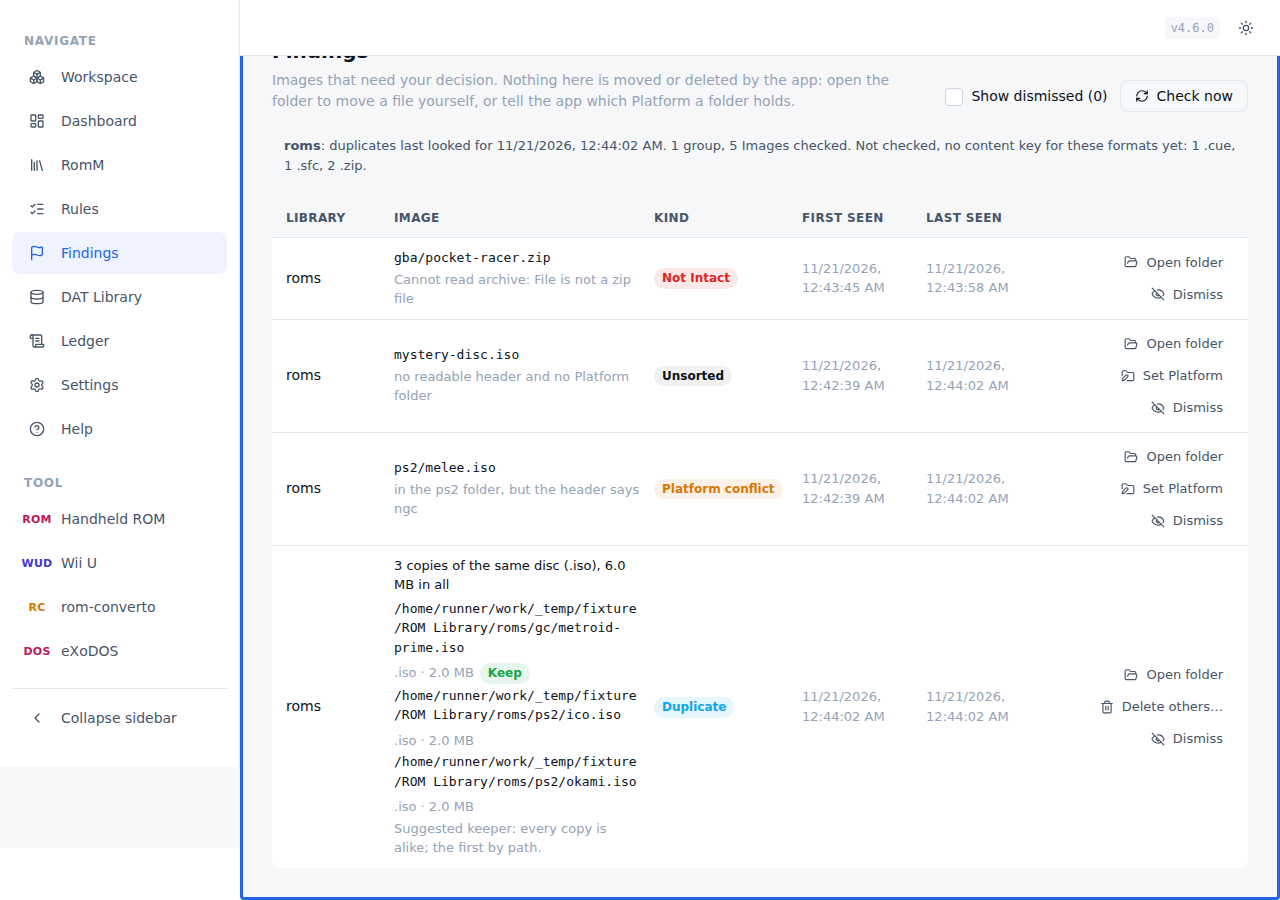 NAVIGATE
Workspace
Dashboard
RomM
Rules
Findings
DAT Library
Ledger
Settings
Help
TOOL
ROM Handheld ROM
WUD Wii U
RC rom-converto
DOS eXoDOS
Collapse sidebar
v4.6.0
Findings
Images that need your decision. Nothing here is moved or deleted by the app: open the
folder to move a file yourself, or tell the app which Platform a folder holds.
Show dismissed (0)
Check now
roms: duplicates last looked for 11/21/2026, 12:44:02 AM. 1 group, 5 Images checked. Not checked, no content key for these formats yet: 1 .cue,
1 .sfc, 2 .zip.
LIBRARY IMAGE KIND FIRST SEEN LAST SEEN
roms
gba/pocket-racer.zip
Cannot read archive: File is not a zip
file
Not Intact
11/21/2026,
12:43:45 AM
11/21/2026,
12:43:58 AM
Open folder
Dismiss
roms
mystery-disc.iso
no readable header and no Platform
folder
Unsorted
11/21/2026,
12:42:39 AM
11/21/2026,
12:44:02 AM
Open folder
Set Platform
Dismiss
roms
ps2/melee.iso
in the ps2 folder, but the header says
ngc
Platform conflict
11/21/2026,
12:42:39 AM
11/21/2026,
12:44:02 AM
Open folder
Set Platform
Dismiss
roms
3 copies of the same disc (.iso), 6.0
MB in all
/home/runner/work/_temp/fixture
/ROM Library/roms/gc/metroid-
prime.iso
.iso · 2.0 MB Keep
/home/runner/work/_temp/fixture
/ROM Library/roms/ps2/ico.iso
.iso · 2.0 MB
/home/runner/work/_temp/fixture
/ROM Library/roms/ps2/okami.iso
.iso · 2.0 MB
Suggested keeper: every copy is
alike; the first by path.
Duplicate
11/21/2026,
12:44:02 AM
11/21/2026,
12:44:02 AM
Open folder
Delete others…
Dismiss